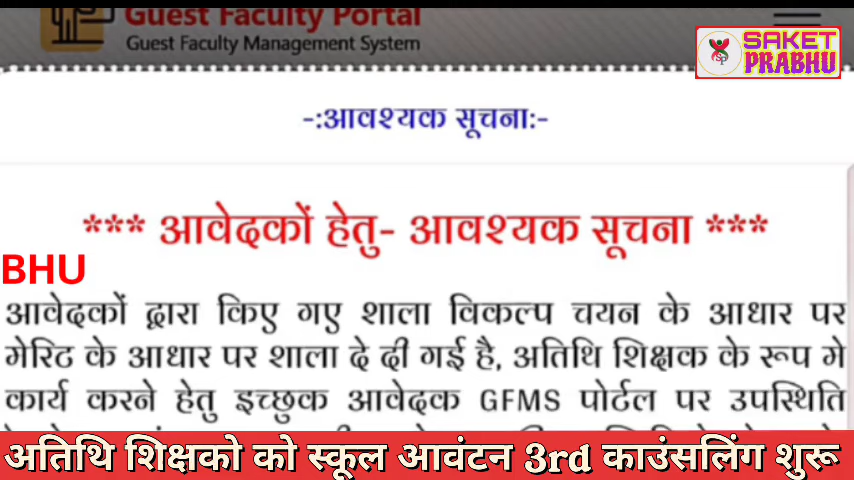 Guest Faculty Portal
Guest Faculty Management System
SAKET
PRABHU
SP
-:आवश्यक सूचना:-
*** आवेदकों हेतु- आवश्यक सूचना ***
BHU
आवेदकों द्वारा किए गए शाला विकल्प चयन के आधार पर
मेरिट के आधार पर शाला दे दी गई है, अतिथि शिक्षक के रूप मे
कार्य करने हेतु इच्छुक आवेदक GFMS पोर्टल पर उपस्थिति
अतिथि शिक्षको को स्कूल आवंटन 3rd काउंसलिंग शुरू